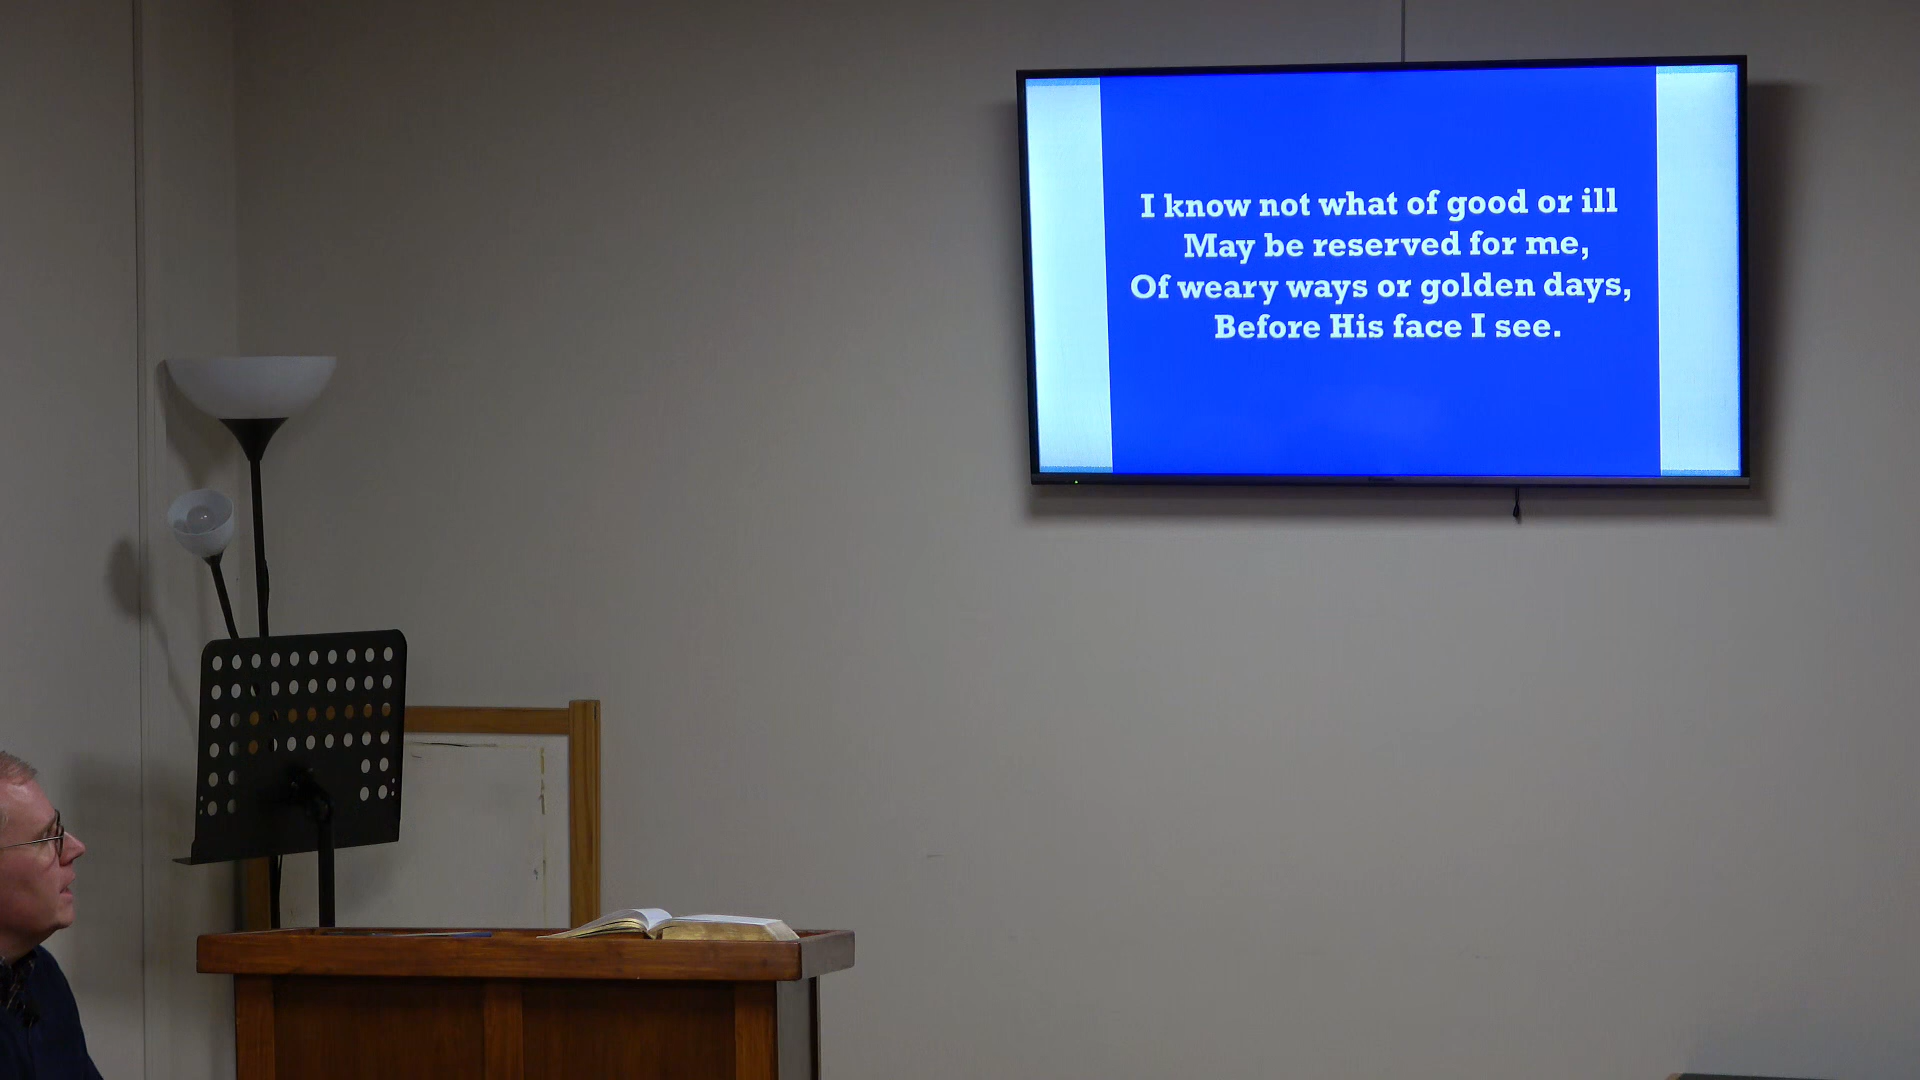 I know not what of good or ill
May be reserved for me,
Of weary ways or golden days,
Before His face I see.